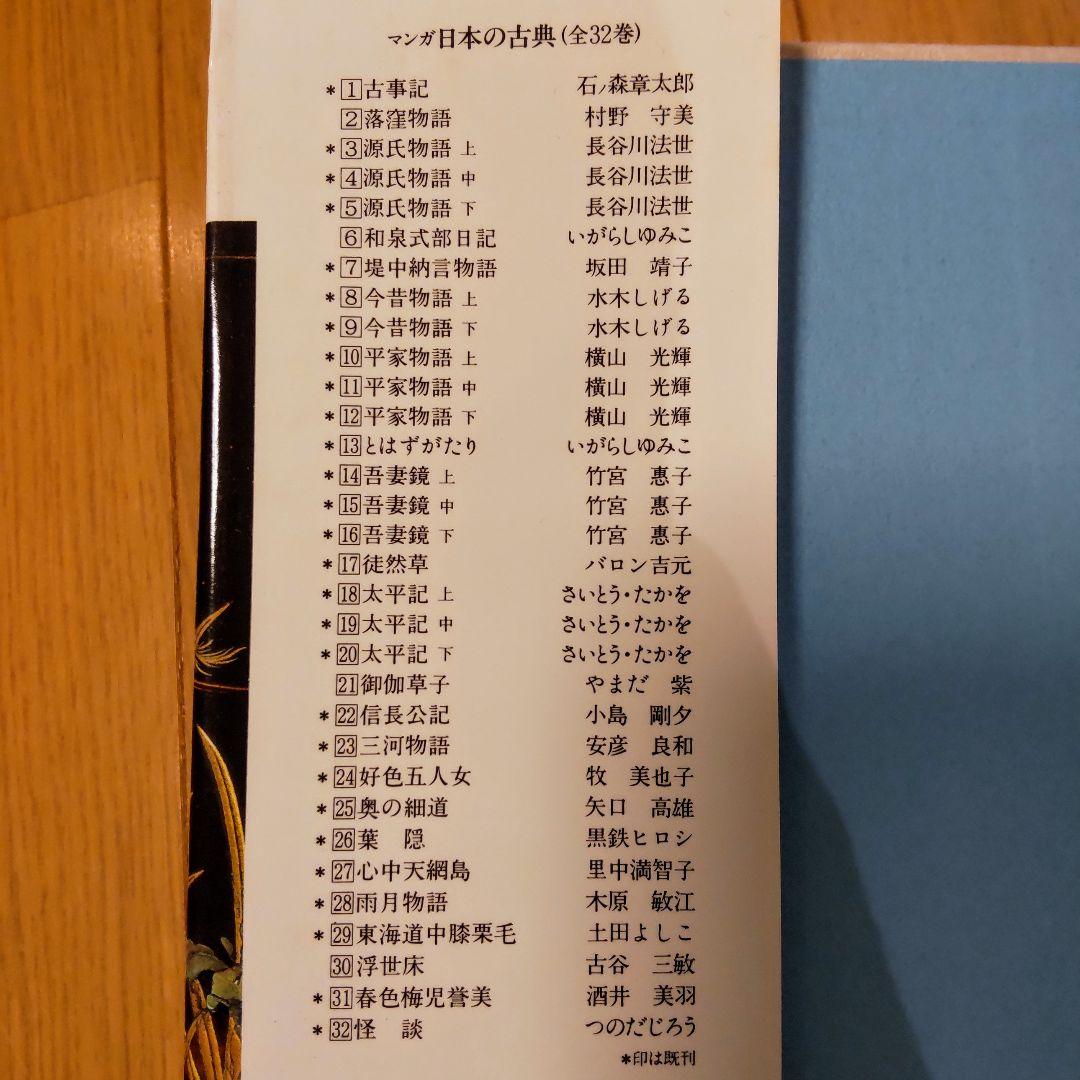 マンガ日本の古典(全32巻)
*1古事記 石ノ森章太郎
2落窪物語 村野 守美
*3源氏物語 上 長谷川法世
*4源氏物語 中 長谷川法世
*5源氏物語 下 長谷川法世
6和泉式部日記 いがらしゆみこ
*7堤中納言物語 坂田 靖子
*8今昔物語 上 水木しげる
*9今昔物語 下 水木しげる
*10平家物語 上 横山 光輝
*11平家物語 中 横山 光輝
*12平家物語 下 横山 光輝
*13とはずがたり いがらしゆみこ
*14吾妻鏡 上 竹宮 惠子
*15吾妻鏡 中 竹宮 惠子
*16吾妻鏡 下 竹宮 惠子
*17徒然草 バロン吉元
*18太平記 上 さいとう・たかを
*19太平記 中 さいとう・たかを
*20太平記 下 さいとう・たかを
21御伽草子 やまだ 紫
*22信長公記 小島 剛夕
*23三河物語 安彦 良和
*24好色五人女 牧 美也子
*25奥の細道 矢口 高雄
*26葉 隠 黒鉄ヒロシ
*27心中天網島 里中満智子
*28雨月物語 木原 敏江
*29東海道中膝栗毛 土田よしこ
30浮世床 古谷 三敏
*31春色梅児誉美 酒井 美羽
*32怪 談 つのだじろう
*印は既刊